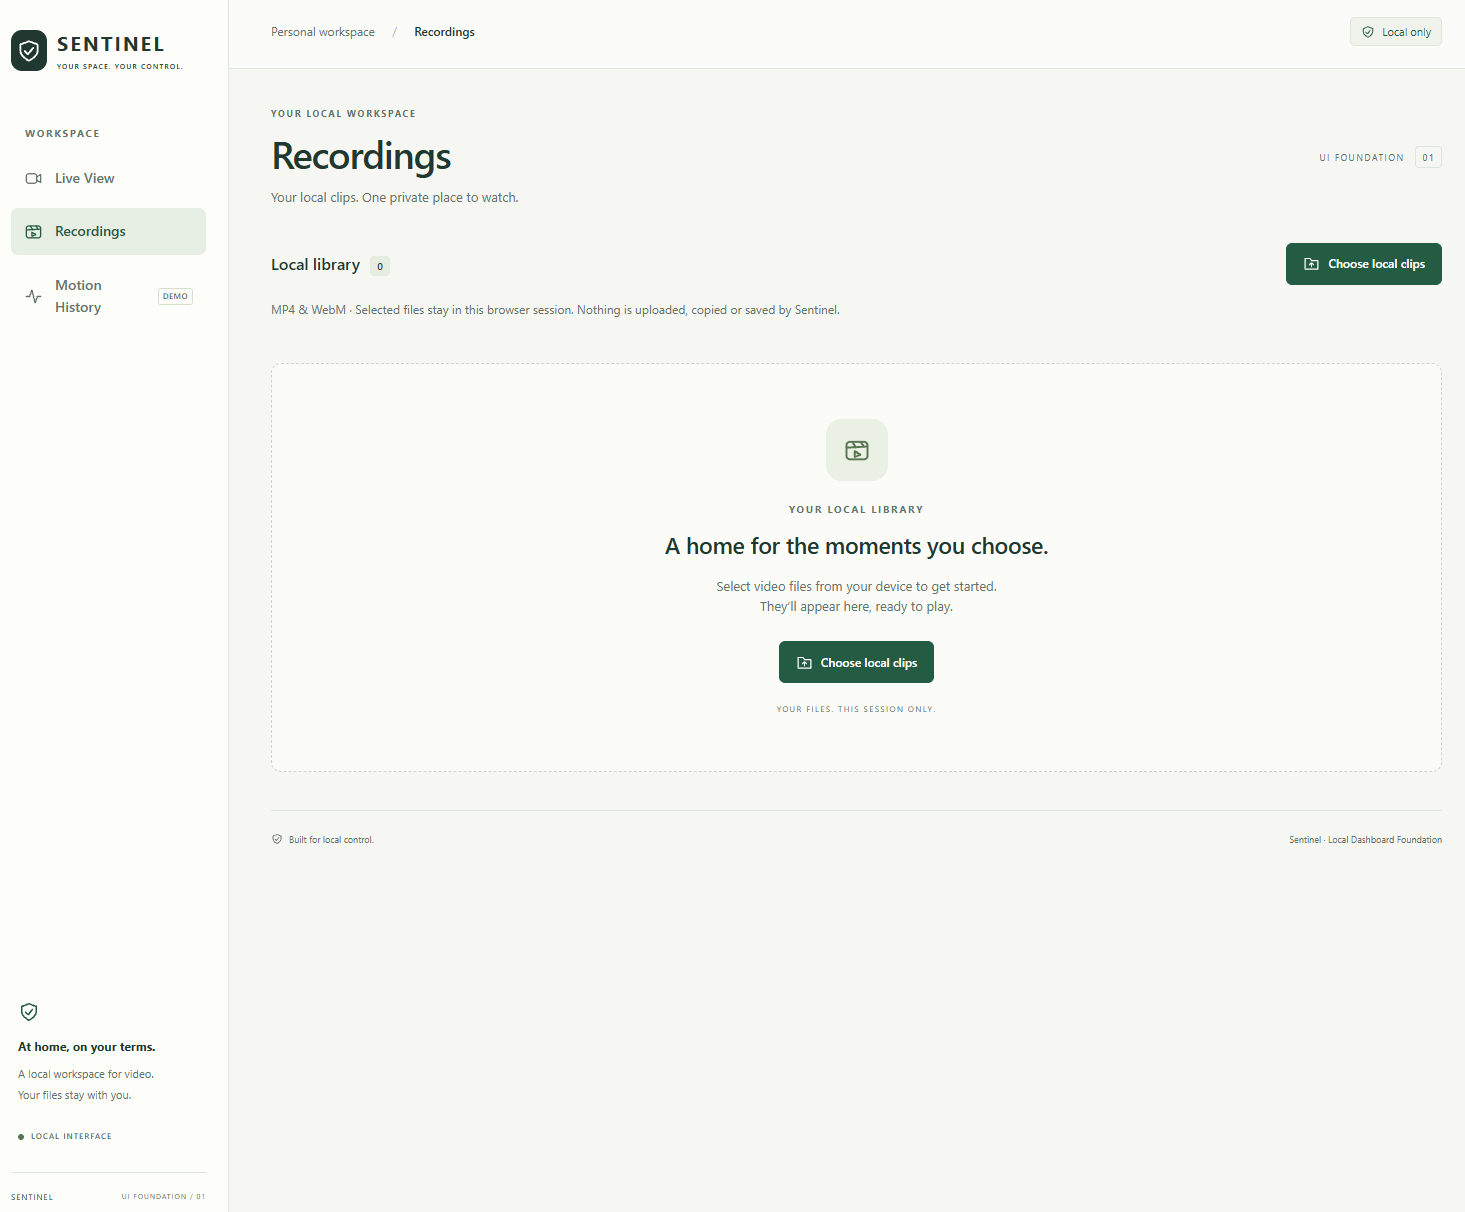 SENTINEL
YOUR SPACE. YOUR CONTROL.
WORKSPACE
Live View
Recordings
Motion
History
DEMO
At home, on your terms.
A local workspace for video.
Your files stay with you.
LOCAL INTERFACE
SENTINEL
UI FOUNDATION / 01
Personal workspace / Recordings
Local only
YOUR LOCAL WORKSPACE
Recordings
UI FOUNDATION 01
Your local clips. One private place to watch.
Local library 0
Choose local clips
MP4 & WebM · Selected files stay in this browser session. Nothing is uploaded, copied or saved by Sentinel.
YOUR LOCAL LIBRARY
A home for the moments you choose.
Select video files from your device to get started.
They’ll appear here, ready to play.
Choose local clips
YOUR FILES. THIS SESSION ONLY.
Built for local control.
Sentinel · Local Dashboard Foundation